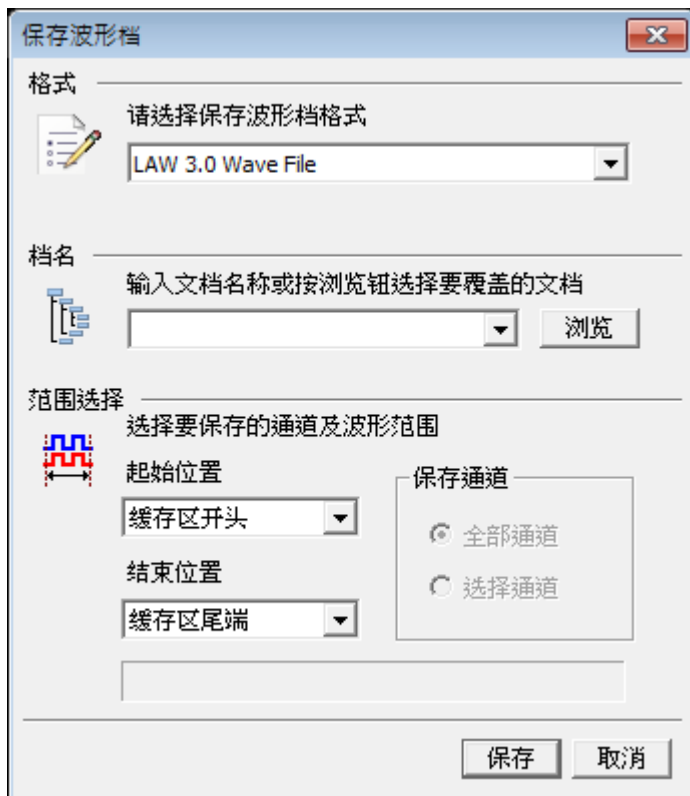 保存波形档
格式
请选择保存波形档格式
LAW 3.0 Wave File
档名
输入文档名称或按浏览钮选择要覆盖的文档
浏览
范围选择
选择要保存的通道及波形范围
起始位置
缓存区开头
结束位置
缓存区尾端
保存通道
全部通道
选择通道
保存
取消